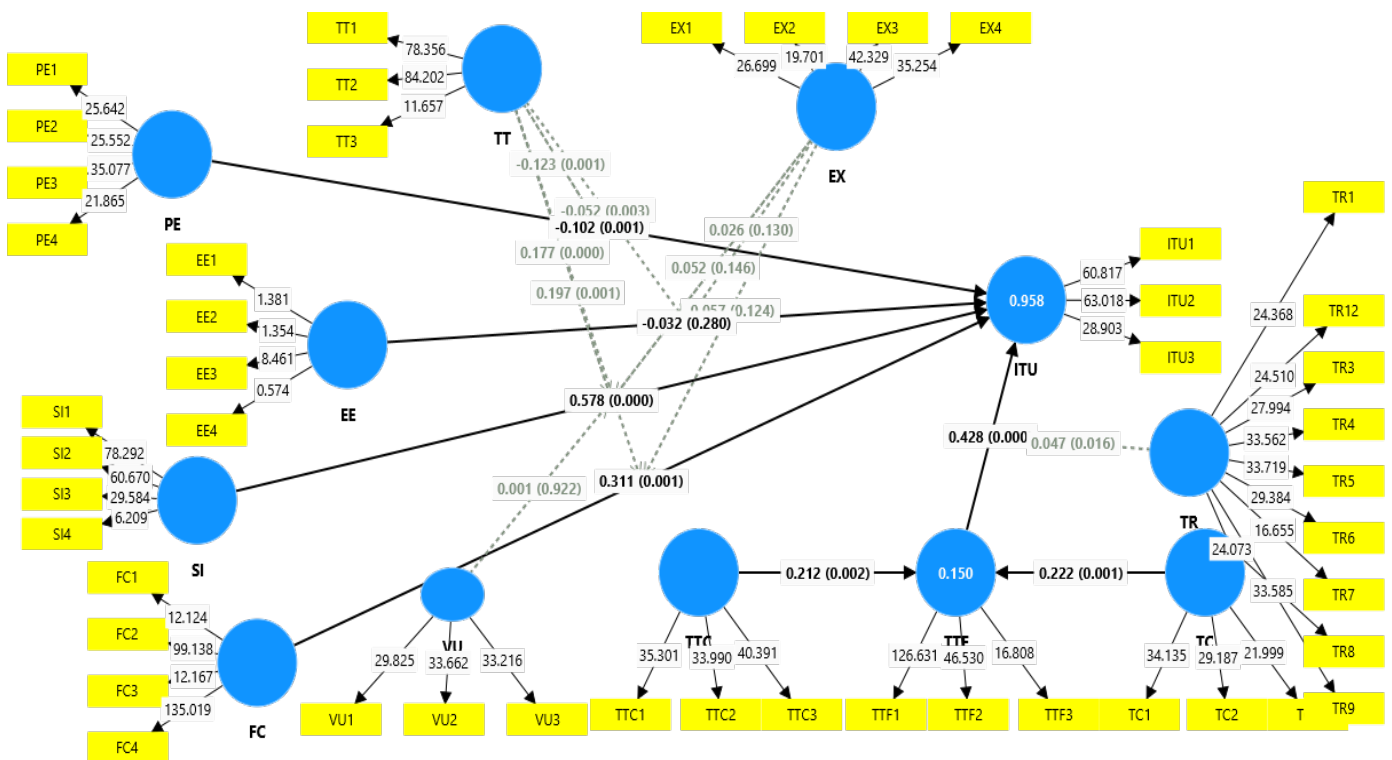 TT1
TT2
TT3
78.356
84.202
11.657
TT
EX1
EX2
EX3
EX4
26.699
19.701
42.329
35.254
EX
PE1
PE2
PE3
PE4
25.642
25.552
35.077
21.865
PE
-0.123 (0.001)
-0.052 (0.003)
-0.102 (0.001)
0.177 (0.000)
0.197 (0.001)
0.026 (0.130)
0.052 (0.146)
0.057 (0.124)
-0.032 (0.280)
EE1
EE2
EE3
EE4
1.381
1.354
8.461
0.574
EE
ITU1
ITU2
ITU3
60.817
63.018
28.903
0.958
ITU
SI1
SI2
SI3
SI4
78.292
60.670
29.584
6.209
SI
0.578 (0.000)
0.311 (0.001)
0.001 (0.922)
0.428 (0.000
0.047 (0.016)
TR1
TR12
TR3
TR4
TR5
TR6
TR7
TR8
TR9
24.368
24.510
27.994
33.562
33.719
29.384
16.655
24.073
33.585
TR
FC1
FC2
FC3
FC4
12.124
99.138
12.167
135.019
FC
VU
29.825
33.662
33.216
VU1
VU2
VU3
0.212 (0.002)
0.150
0.222 (0.001)
TTC
TTF
TC
35.301
33.990
40.391
126.631
46.530
16.808
34.135
29.187
21.999
TTC1
TTC2
TTC3
TTF1
TTF2
TTF3
TC1
TC2
T